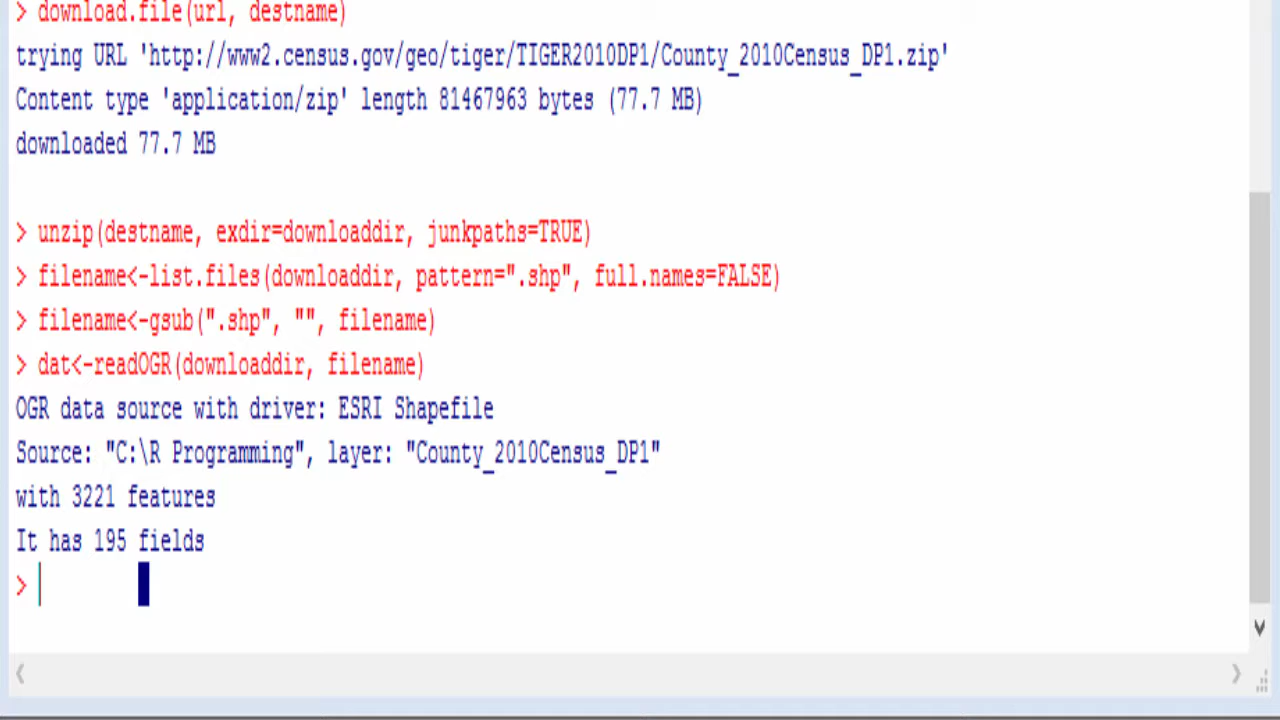 > download.file(url, destname)
trying URL 'http://www2.census.gov/geo/tiger/TIGER2010DP1/County_2010Census_DP1.zip'
Content type 'application/zip' length 81467963 bytes (77.7 MB)
downloaded 77.7 MB
> unzip(destname, exdir=downloaddir, junkpaths=TRUE)
> filename<-list.files(downloaddir, pattern=".shp", full.names=FALSE)
> filename<-gsub(".shp", "", filename)
> dat<-readOGR(downloaddir, filename)
OGR data source with driver: ESRI Shapefile
Source: "C:\R Programming", layer: "County_2010Census_DP1"
with 3221 features
It has 195 fields
>